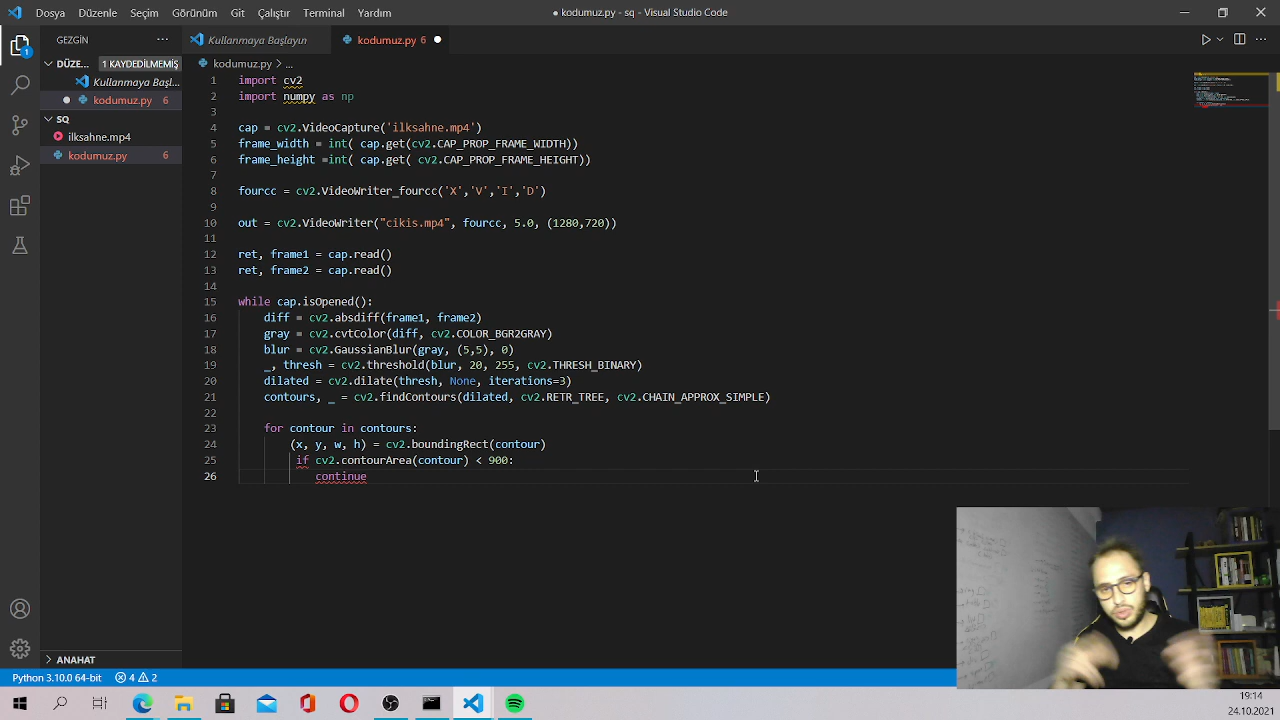 Dosya Düzenle Seçim Görünüm Git Çalıştır Terminal Yardım
● kodumuz.py - sq - Visual Studio Code
GEZGİN ...
Kullanmaya Başlayın
kodumuz.py 6 ●
DÜZE... 1 KAYDEDİLMEMİŞ
Kullanmaya Başl...
● kodumuz.py 6
SQ
ilksahne.mp4
kodumuz.py 6
kodumuz.py > ...
1 import cv2
2 import numpy as np
3
4 cap = cv2.VideoCapture('ilksahne.mp4')
5 frame_width = int( cap.get(cv2.CAP_PROP_FRAME_WIDTH))
6 frame_height =int( cap.get( cv2.CAP_PROP_FRAME_HEIGHT))
7
8 fourcc = cv2.VideoWriter_fourcc('X','V','I','D')
9
10 out = cv2.VideoWriter("cikis.mp4", fourcc, 5.0, (1280,720))
11
12 ret, frame1 = cap.read()
13 ret, frame2 = cap.read()
14
15 while cap.isOpened():
16 diff = cv2.absdiff(frame1, frame2)
17 gray = cv2.cvtColor(diff, cv2.COLOR_BGR2GRAY)
18 blur = cv2.GaussianBlur(gray, (5,5), 0)
19 _, thresh = cv2.threshold(blur, 20, 255, cv2.THRESH_BINARY)
20 dilated = cv2.dilate(thresh, None, iterations=3)
21 contours, _ = cv2.findContours(dilated, cv2.RETR_TREE, cv2.CHAIN_APPROX_SIMPLE)
22
23 for contour in contours:
24 (x, y, w, h) = cv2.boundingRect(contour)
25 if cv2.contourArea(contour) < 900:
26 continue
1
ANAHAT
Python 3.10.0 64-bit 4 2
19:14
24.10.2021